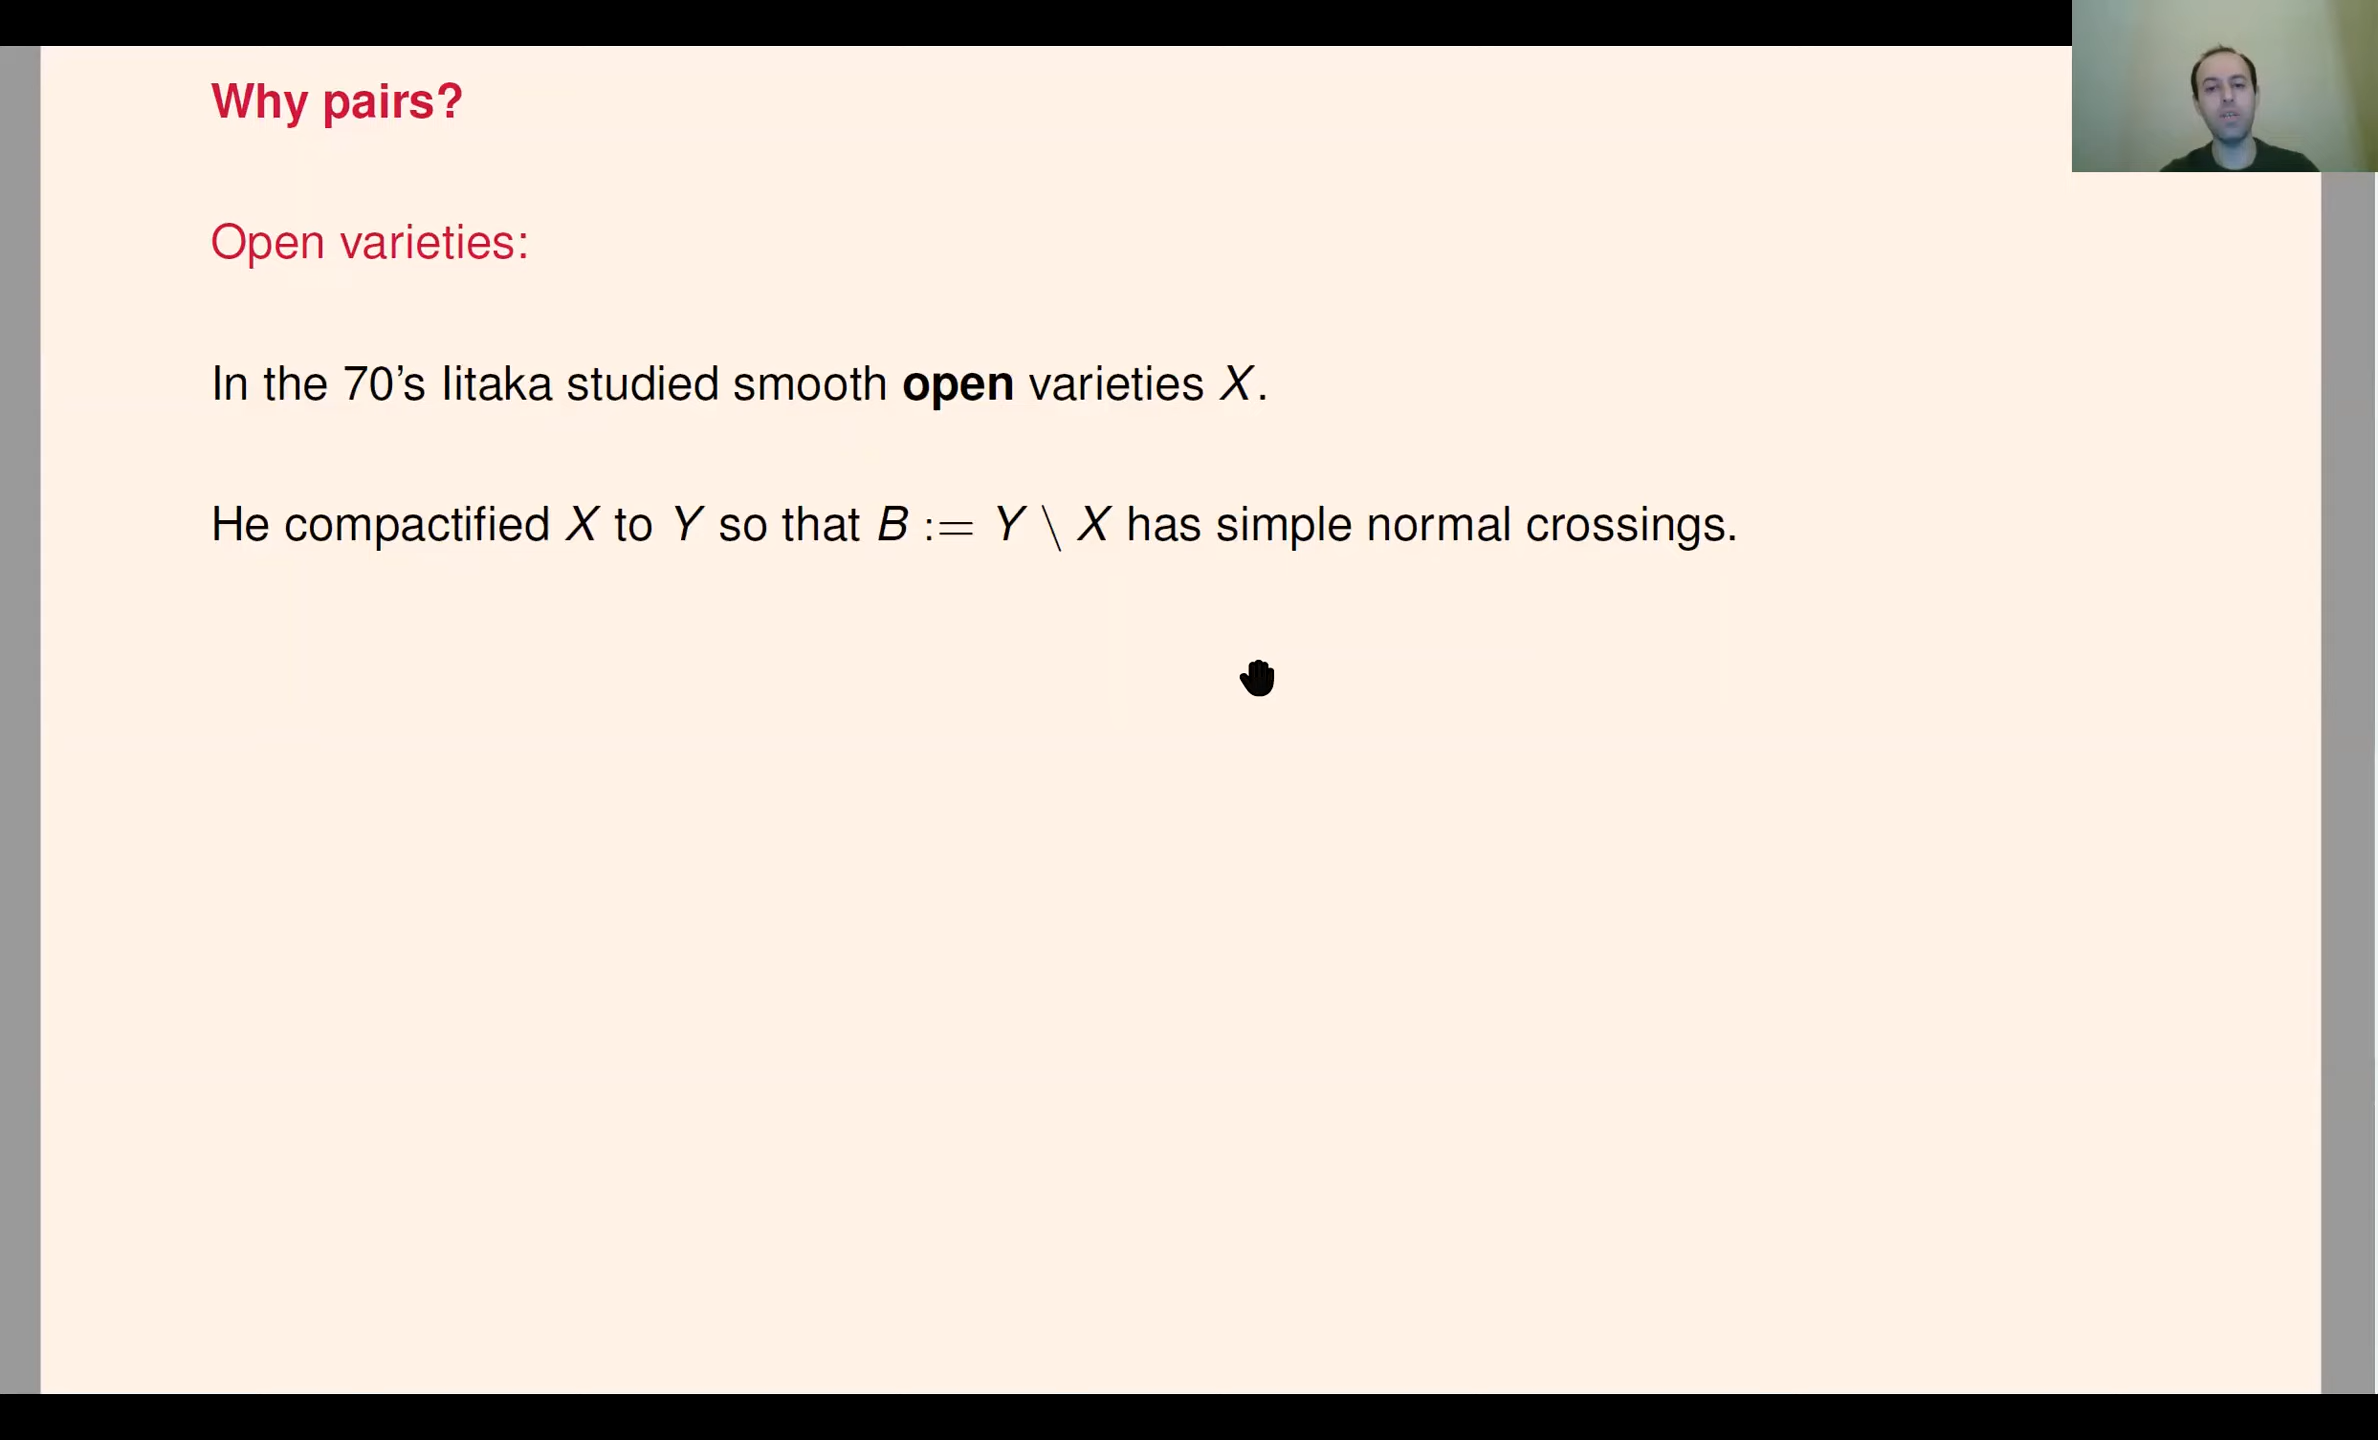 Why pairs?
Open varieties:
In the 70's Iitaka studied smooth open varieties X.
He compactified X to Y so that B := Y \ X has simple normal crossings.